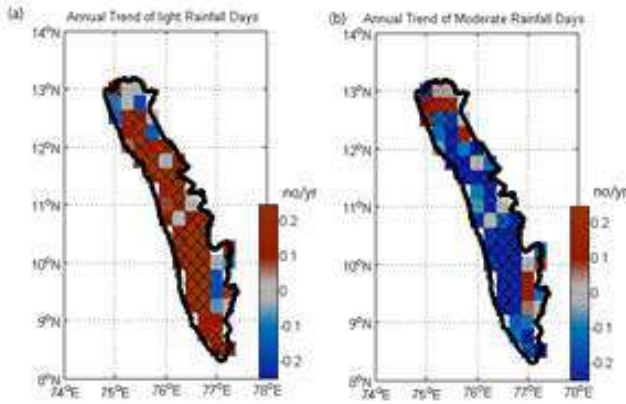 (a) Annual Trend of light Rainfall Days
14°N
13°N
12°N
11°N
10°N
9°N
8°N
74°E 75°E 76°E 77°E 78°E
no/yr
0.2
0.1
0
-0.1
-0.2
(b) Annual Trend of Moderate Rainfall Days
14°N
13°N
12°N
11°N
10°N
9°N
8°N
74°E 75°E 76°E 77°E 78°E
no/yr
0.2
0.1
0
-0.1
-0.2